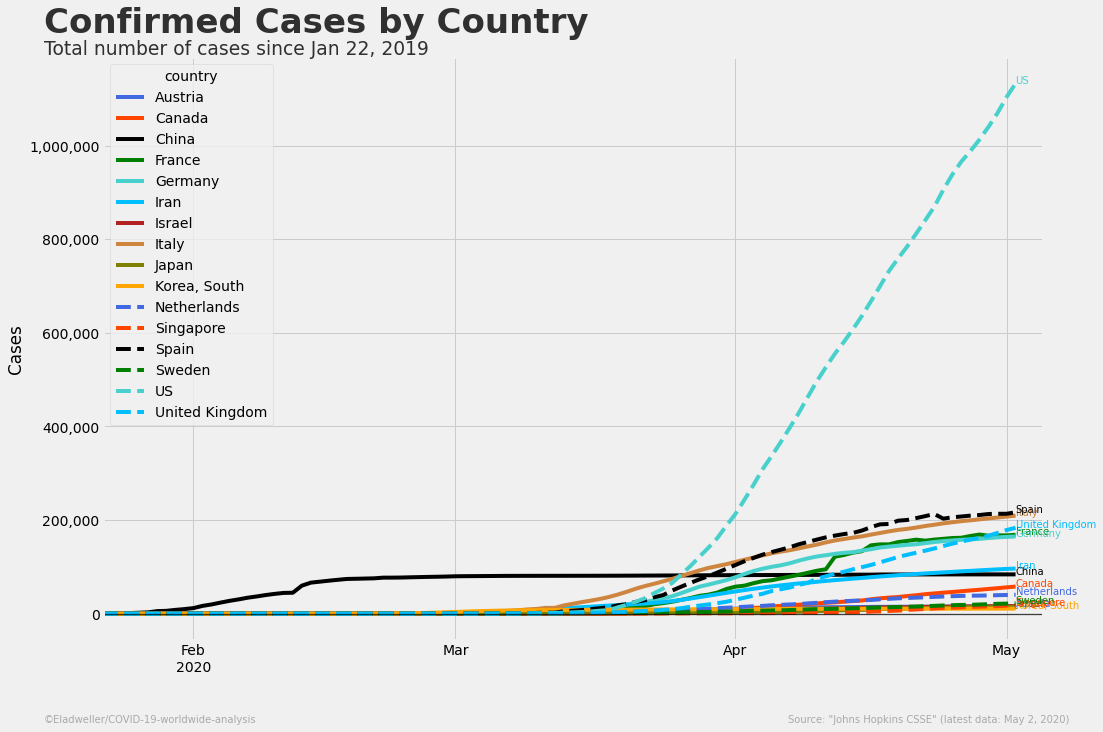 Confirmed Cases by Country
Total number of cases since Jan 22, 2019
country
Austria
Canada
China
France
Germany
Iran
Israel
Italy
Japan
Korea, South
Netherlands
Singapore
Spain
Sweden
US
United Kingdom
Cases
1,000,000
800,000
600,000
400,000
200,000
0
US
Spain
Italy
United Kingdom
France
Germany
Iran
China
Canada
Netherlands
Sweden
Feb
2020
Mar
Apr
May
©Eladweller/COVID-19-worldwide-analysis
Source: "Johns Hopkins CSSE" (latest data: May 2, 2020)